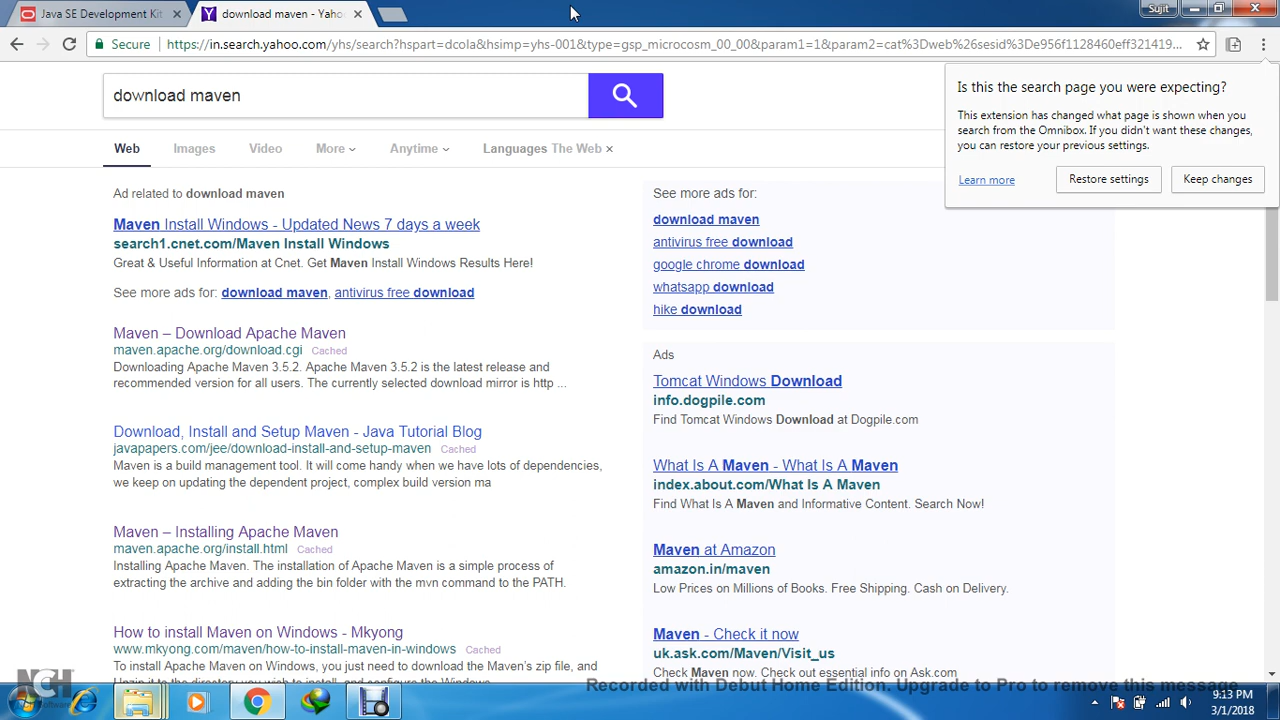 Java SE Development Kit
download maven - Yaho
Sujit
Secure
https://in.search.yahoo.com/yhs/search?hspart=dcola&hsimp=yhs-001&type=gsp_microcosm_00_00&param1=1&param2=cat%3Dweb%26sesid%3De956f1128460eff321419...
download maven
Is this the search page you were expecting?
This extension has changed what page is shown when you
search from the Omnibox. If you didn't want these changes,
you can restore your previous settings.
Learn more
Restore settings
Keep changes
Web
Images
Video
More
Anytime
Languages The Web ×
Ad related to download maven
Maven Install Windows - Updated News 7 days a week
search1.cnet.com/Maven Install Windows
Great & Useful Information at Cnet. Get Maven Install Windows Results Here!
See more ads for: download maven, antivirus free download
Maven – Download Apache Maven
maven.apache.org/download.cgi Cached
Downloading Apache Maven 3.5.2. Apache Maven 3.5.2 is the latest release and
recommended version for all users. The currently selected download mirror is http ...
Download, Install and Setup Maven - Java Tutorial Blog
javapapers.com/jee/download-install-and-setup-maven Cached
Maven is a build management tool. It will come handy when we have lots of dependencies,
we keep on updating the dependent project, complex build version ma
Maven – Installing Apache Maven
maven.apache.org/install.html Cached
Installing Apache Maven. The installation of Apache Maven is a simple process of
extracting the archive and adding the bin folder with the mvn command to the PATH.
How to install Maven on Windows - Mkyong
www.mkyong.com/maven/how-to-install-maven-in-windows Cached
To install Apache Maven on Windows, you just need to download the Maven's zip file, and
See more ads for:
download maven
antivirus free download
google chrome download
whatsapp download
hike download
Ads
Tomcat Windows Download
info.dogpile.com
Find Tomcat Windows Download at Dogpile.com
What Is A Maven - What Is A Maven
index.about.com/What Is A Maven
Find What Is A Maven and Informative Content. Search Now!
Maven at Amazon
amazon.in/maven
Low Prices on Millions of Books. Free Shipping. Cash on Delivery.
Maven - Check it now
uk.ask.com/Maven/Visit_us
Check Maven now. Check out essential info on Ask.com
NCH
Software
Recorded with Debut Home Edition. Upgrade to Pro to remove this message
9:13 PM
3/1/2018